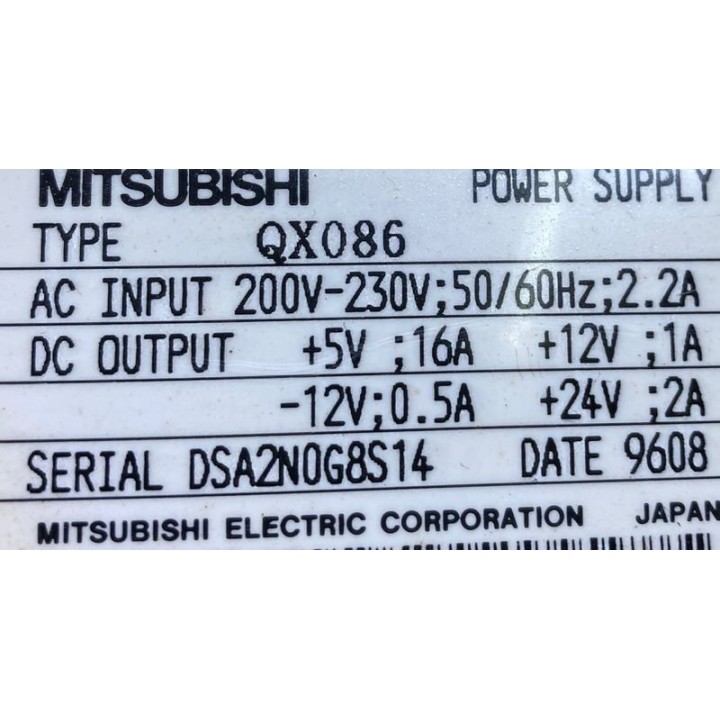 MITSUBISHI POWER SUPPLY
TYPE QX086
AC INPUT 200V-230V;50/60Hz;2.2A
DC OUTPUT +5V ;16A +12V ;1A
-12V;0.5A +24V ;2A
SERIAL DSA2N0G8S14 DATE 9608
MITSUBISHI ELECTRIC CORPORATION JAPAN